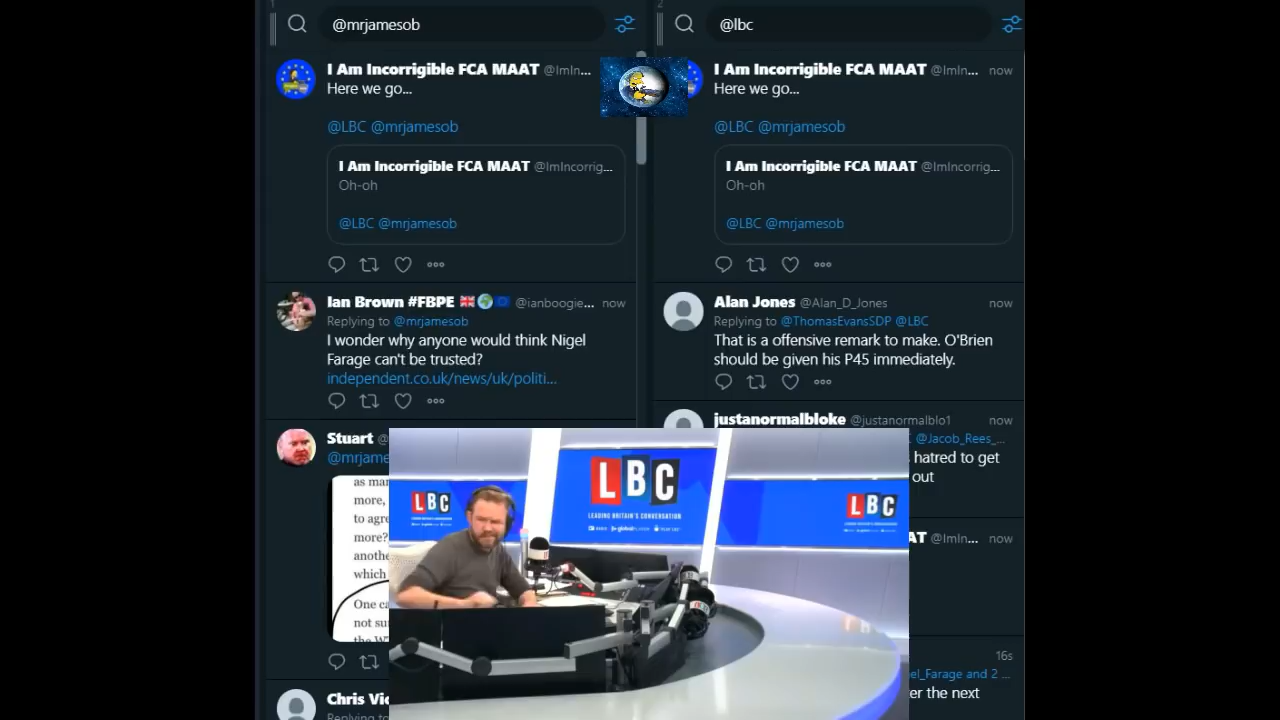 1
@mrjamesob
I Am Incorrigible FCA MAAT @ImIn...
Here we go...
@LBC @mrjamesob
I Am Incorrigible FCA MAAT @ImIncorrig...
Oh-oh
@LBC @mrjamesob
Ian Brown #FBPE @ianboogie... now
Replying to @mrjamesob
I wonder why anyone would think Nigel
Farage can't be trusted?
independent.co.uk/news/uk/politi...
Stuart
@mrjame
as mar
more,
to agre
more?
anothe
which
One ca
not su
the W
Chris Vic
Replying to
2
@lbc
I Am Incorrigible FCA MAAT @ImIn... now
Here we go...
@LBC @mrjamesob
I Am Incorrigible FCA MAAT @ImIncorrig...
Oh-oh
@LBC @mrjamesob
Alan Jones @Alan_D_Jones now
Replying to @ThomasEvansSDP @LBC
That is a offensive remark to make. O'Brien
should be given his P45 immediately.
justanormalbloke @justanormalblo1 now
@Jacob_Rees_...
hatred to get
out
AT @ImIn... now
16s
el_Farage and 2 ...
er the next
LBC
LBC
LEADING BRITAIN'S CONVERSATION
LBC